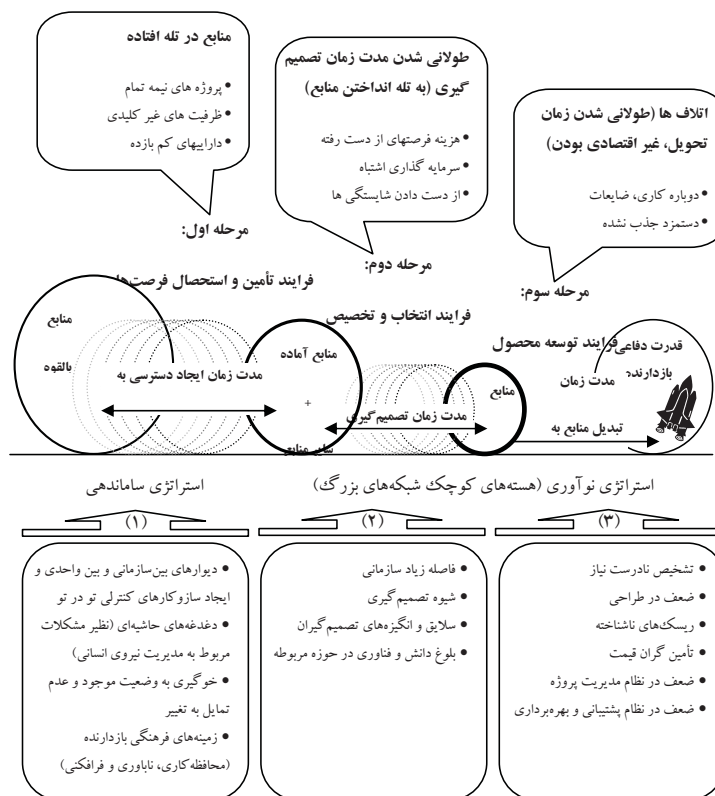 منابع در تله افتاده
• پروژه های نیمه تمام
• ظرفیت های غیر کلیدی
• داراییهای کم بازده
طولانی شدن مدت زمان تصمیم
گیری (به تله انداختن منابع)
• هزینه فرصتهای از دست رفته
• سرمایه گذاری اشتباه
• از دست دادن شایستگی ها
اتلاف ها (طولانی شدن زمان
تحویل، غیر اقتصادی بودن)
• دوباره کاری، ضایعات
• دستمزد جذب نشده
مرحله اول:
مرحله دوم:
مرحله سوم:
فرایند تأمین و استحصال فرصت‌ها
فرایند انتخاب و تخصیص
فرایند توسعه محصول
منابع
بالقوه
مدت زمان ایجاد دسترسی به
منابع آماده
+
سایر منابع
مدت زمان تصمیم‌گیری
منابع
مدت زمان
تبدیل منابع به
قدرت دفاعی
بازدارنده
استراتژی ساماندهی
استراتژی نوآوری (هسته‌های کوچک شبکه‌های بزرگ)
(۱)
(۲)
(۳)
• دیوارهای بین‌سازمانی و بین واحدی و
ایجاد سازوکارهای کنترلی تو در تو
• دغدغه‌های حاشیه‌ای (نظیر مشکلات
مربوط به مدیریت نیروی انسانی)
• خوگیری به وضعیت موجود و عدم
تمایل به تغییر
• زمینه‌های فرهنگی بازدارنده
(محافظه‌کاری، ناباوری و فرافکنی)
• فاصله زیاد سازمانی
• شیوه تصمیم‌گیری
• سلایق و انگیزه‌های تصمیم‌گیران
• بلوغ دانش و فناوری در حوزه مربوطه
• تشخیص نادرست نیاز
• ضعف در طراحی
• ریسک‌های ناشناخته
• تأمین گران قیمت
• ضعف در نظام مدیریت پروژه
• ضعف در نظام پشتیبانی و بهره‌برداری